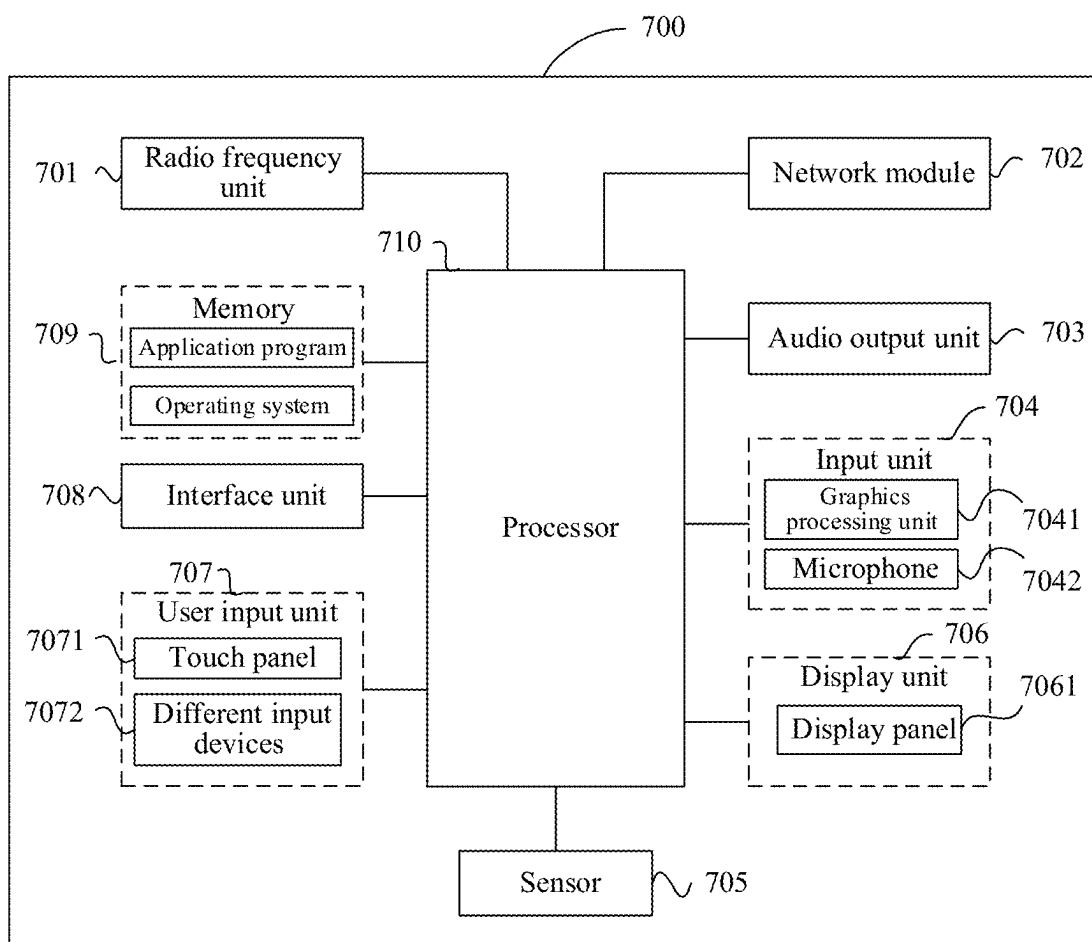 700
701
Radio frequency
unit
Network module
702
710
Memory
709
Application program
Operating system
Audio output unit
703
704
Input unit
Graphics
processing unit
7041
Microphone
7042
708
Interface unit
Processor
707
User input unit
7071
Touch panel
7072
Different input
devices
706
Display unit
7061
Display panel
Sensor
705